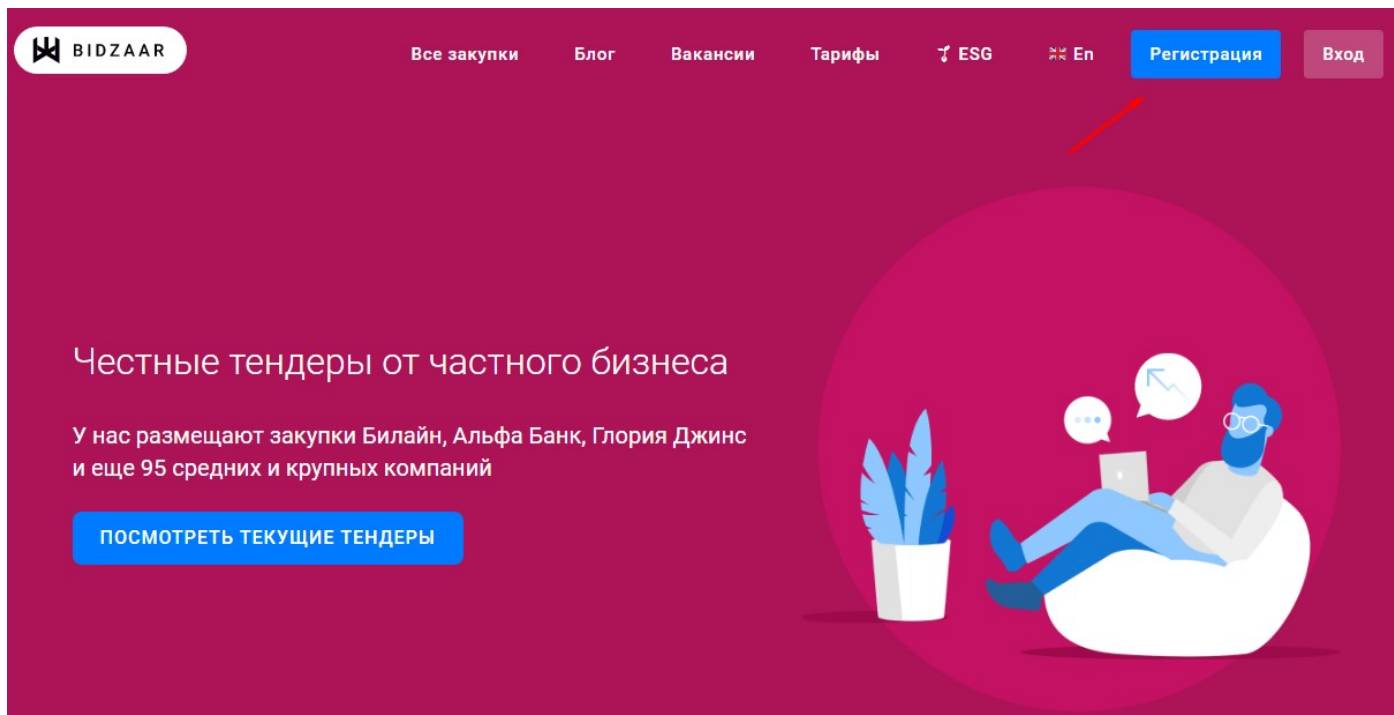 BIDZAAR
Все закупки Блог Вакансии Тарифы ESG En Регистрация Вход
Честные тендеры от частного бизнеса
У нас размещают закупки Билайн, Альфа Банк, Глория Джинс
и еще 95 средних и крупных компаний
ПОСМОТРЕТЬ ТЕКУЩИЕ ТЕНДЕРЫ